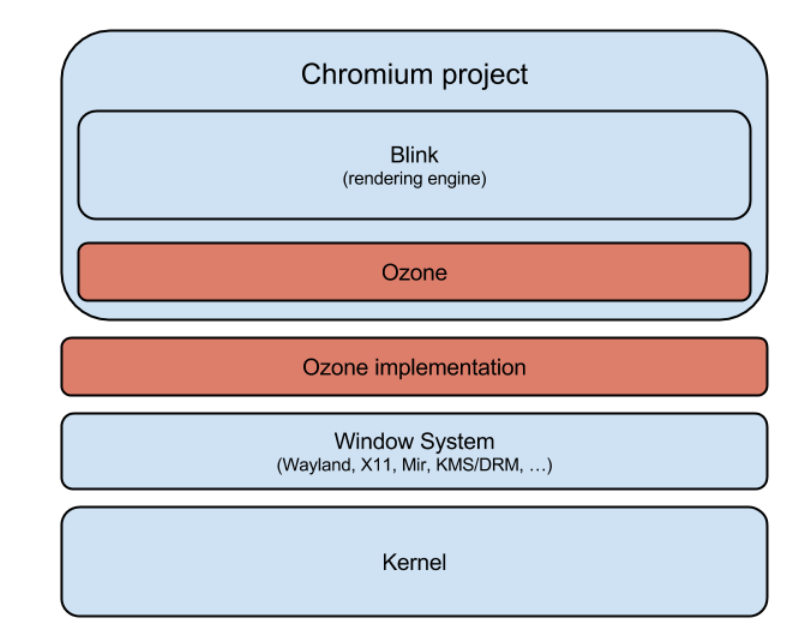 Chromium project
Blink
(rendering engine)
Ozone
Ozone implementation
Window System
(Wayland, X11, Mir, KMS/DRM, …)
Kernel